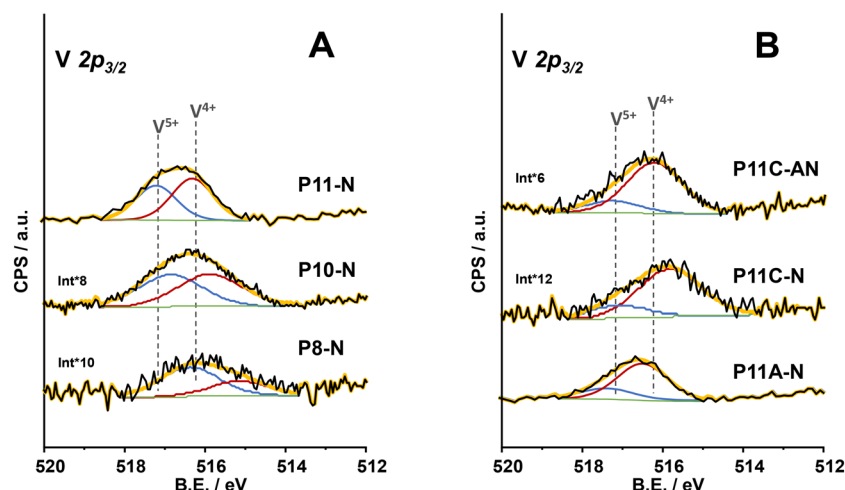 A
V 2p3/2
V5+
V4+
P11-N
Int*8
P10-N
Int*10
P8-N
CPS / a.u.
520 518 516 514 512
B.E. / eV
B
V 2p3/2
V5+
V4+
Int*6
P11C-AN
Int*12
P11C-N
P11A-N
CPS / a.u.
520 518 516 514 512
B.E. / eV